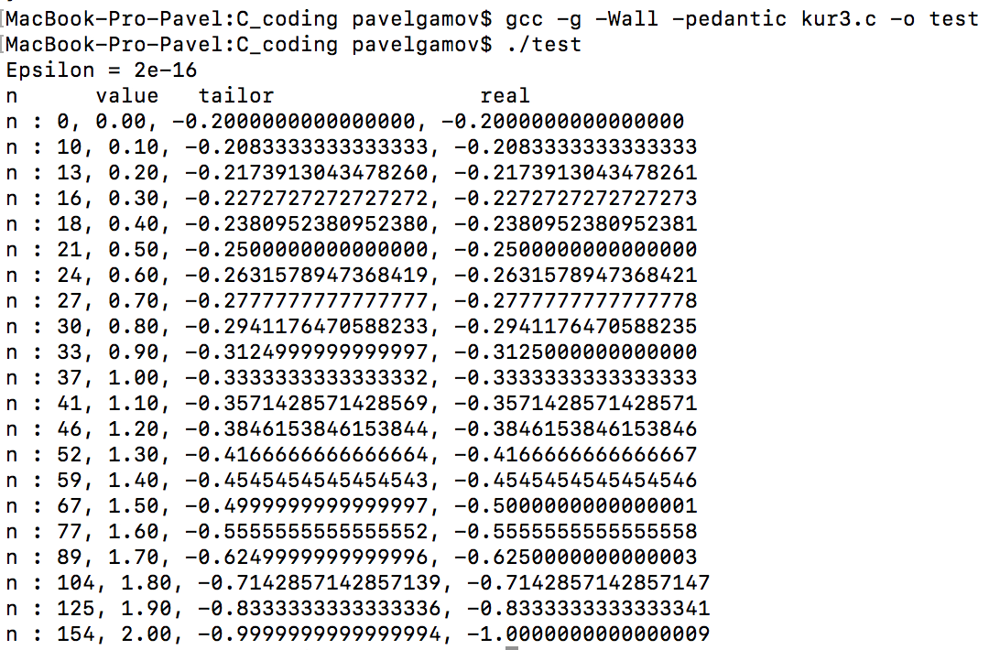 [MacBook-Pro-Pavel:C_coding pavelgamov$ gcc -g -Wall -pedantic kur3.c -o test
[MacBook-Pro-Pavel:C_coding pavelgamov$ ./test
Epsilon = 2e-16
n      value   tailor                real
n : 0, 0.00, -0.2000000000000000, -0.2000000000000000
n : 10, 0.10, -0.2083333333333333, -0.2083333333333333
n : 13, 0.20, -0.2173913043478260, -0.2173913043478261
n : 16, 0.30, -0.2272727272727272, -0.2272727272727273
n : 18, 0.40, -0.2380952380952380, -0.2380952380952381
n : 21, 0.50, -0.2500000000000000, -0.2500000000000000
n : 24, 0.60, -0.2631578947368419, -0.2631578947368421
n : 27, 0.70, -0.2777777777777777, -0.2777777777777778
n : 30, 0.80, -0.2941176470588233, -0.2941176470588235
n : 33, 0.90, -0.3124999999999997, -0.3125000000000000
n : 37, 1.00, -0.3333333333333332, -0.3333333333333333
n : 41, 1.10, -0.3571428571428569, -0.3571428571428571
n : 46, 1.20, -0.3846153846153844, -0.3846153846153846
n : 52, 1.30, -0.4166666666666664, -0.4166666666666667
n : 59, 1.40, -0.4545454545454543, -0.4545454545454546
n : 67, 1.50, -0.4999999999999997, -0.5000000000000001
n : 77, 1.60, -0.5555555555555552, -0.5555555555555558
n : 89, 1.70, -0.6249999999999996, -0.6250000000000003
n : 104, 1.80, -0.7142857142857139, -0.7142857142857147
n : 125, 1.90, -0.8333333333333336, -0.8333333333333341
n : 154, 2.00, -0.9999999999999994, -1.0000000000000009